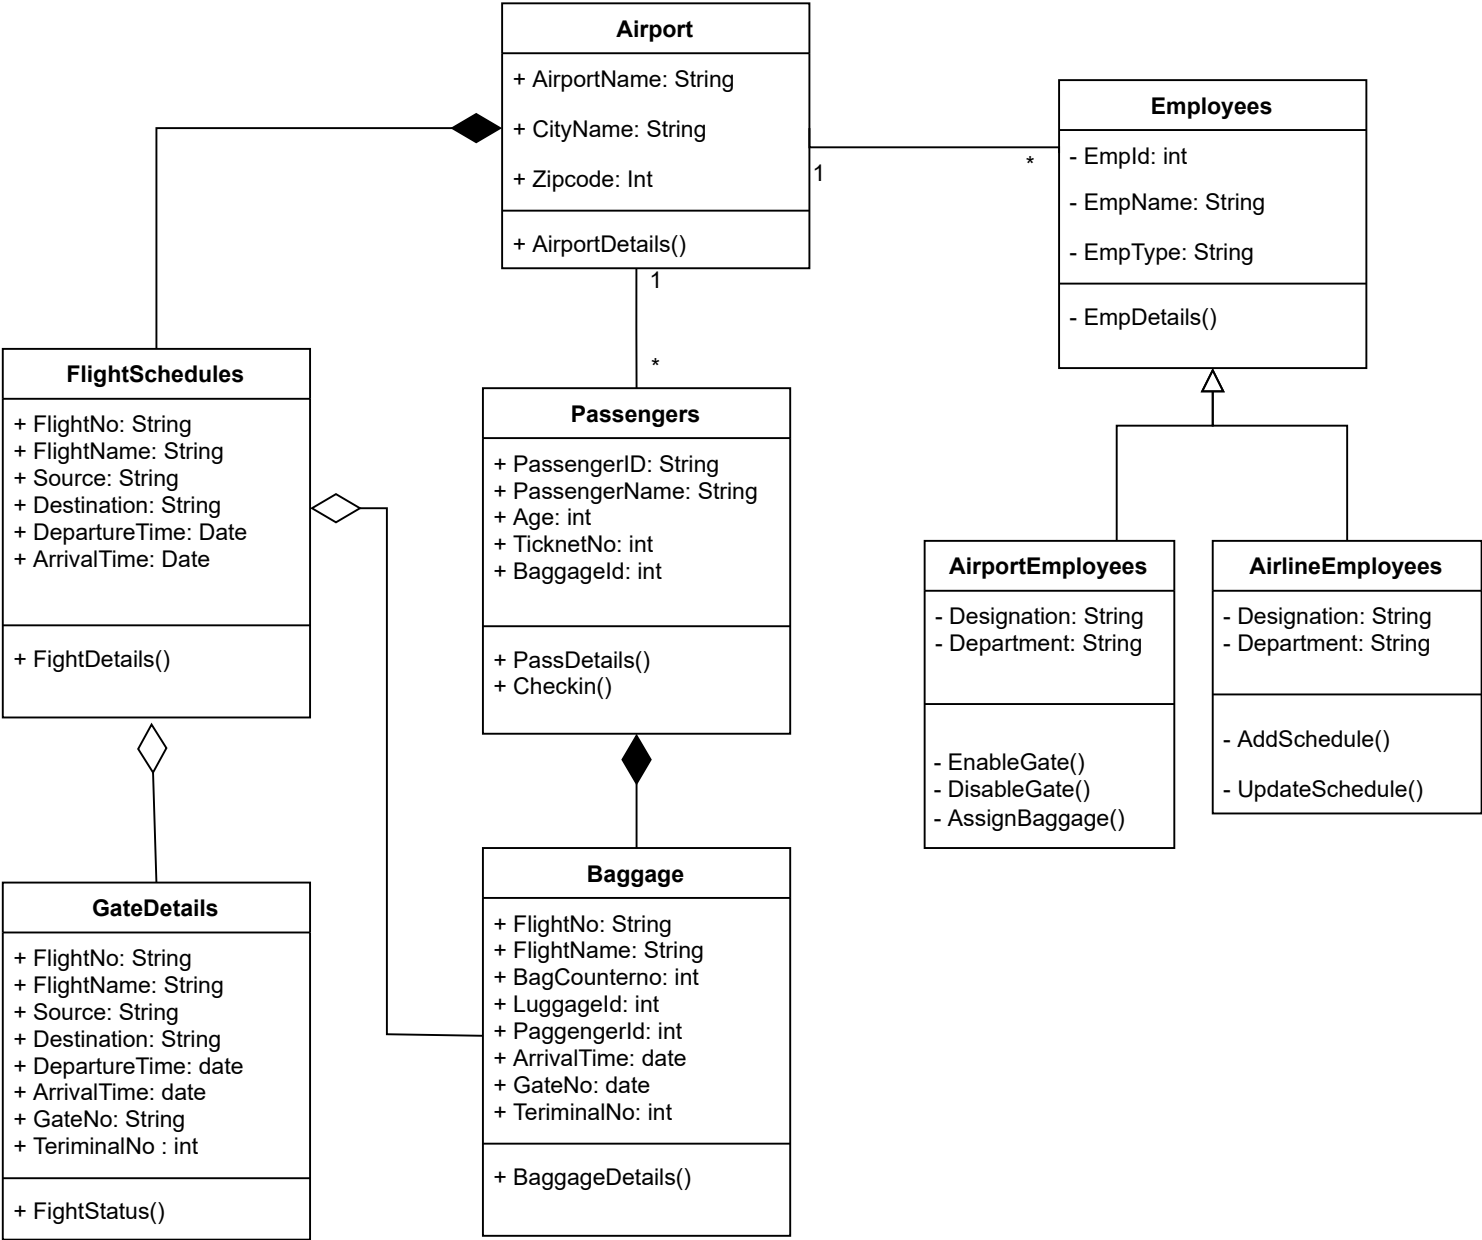 Airport
+ AirportName: String
+ CityName: String
+ Zipcode: Int
+ AirportDetails()
1
*
1
*
Employees
- EmpId: int
- EmpName: String
- EmpType: String
- EmpDetails()
FlightSchedules
+ FlightNo: String
+ FlightName: String
+ Source: String
+ Destination: String
+ DepartureTime: Date
+ ArrivalTime: Date
+ FightDetails()
Passengers
+ PassengerID: String
+ PassengerName: String
+ Age: int
+ TicknetNo: int
+ BaggageId: int
+ PassDetails()
+ Checkin()
AirportEmployees
- Designation: String
- Department: String
- EnableGate()
- DisableGate()
- AssignBaggage()
AirlineEmployees
- Designation: String
- Department: String
- AddSchedule()
- UpdateSchedule()
GateDetails
+ FlightNo: String
+ FlightName: String
+ Source: String
+ Destination: String
+ DepartureTime: date
+ ArrivalTime: date
+ GateNo: String
+ TeriminalNo : int
+ FightStatus()
Baggage
+ FlightNo: String
+ FlightName: String
+ BagCounterno: int
+ LuggageId: int
+ PaggengerId: int
+ ArrivalTime: date
+ GateNo: date
+ TeriminalNo: int
+ BaggageDetails()